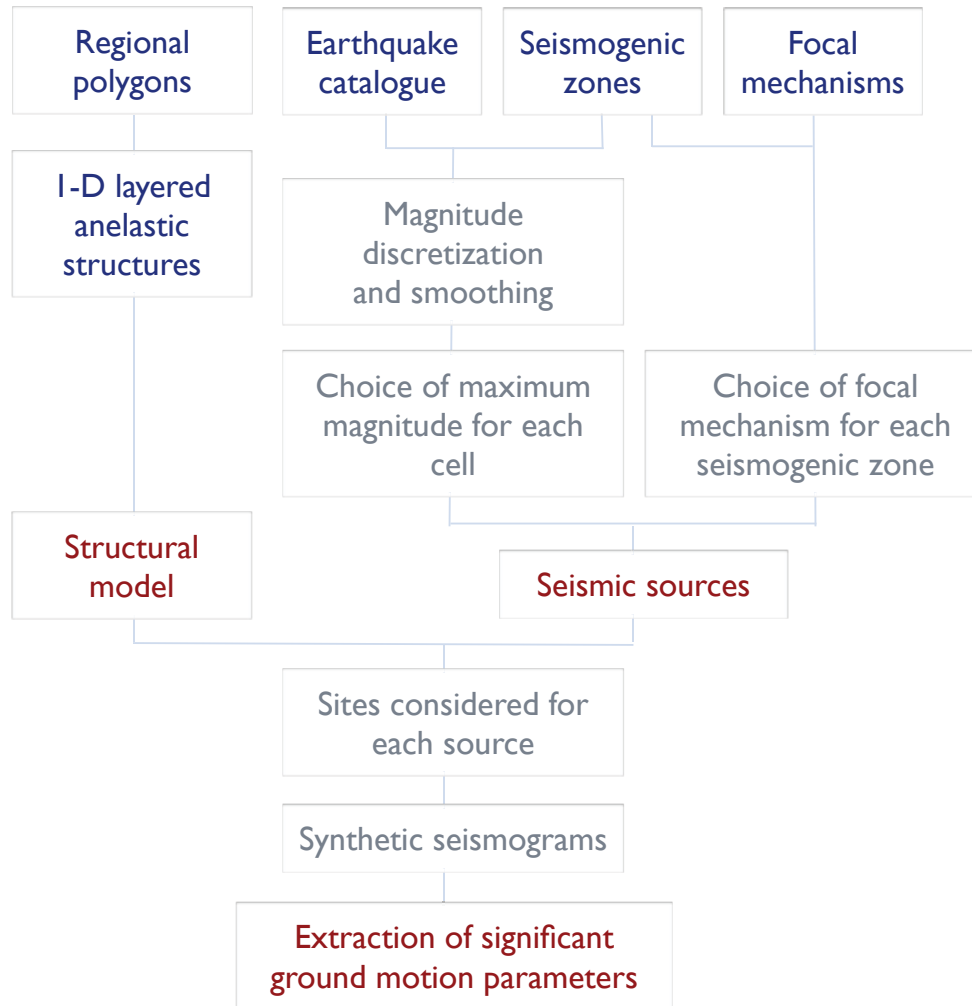 Regional
polygons
Earthquake
catalogue
Seismogenic
zones
Focal
mechanisms
1-D layered
anelastic
structures
Magnitude
discretization
and smoothing
Choice of maximum
magnitude for each
cell
Choice of focal
mechanism for each
seismogenic zone
Structural
model
Seismic sources
Sites considered for
each source
Synthetic seismograms
Extraction of significant
ground motion parameters